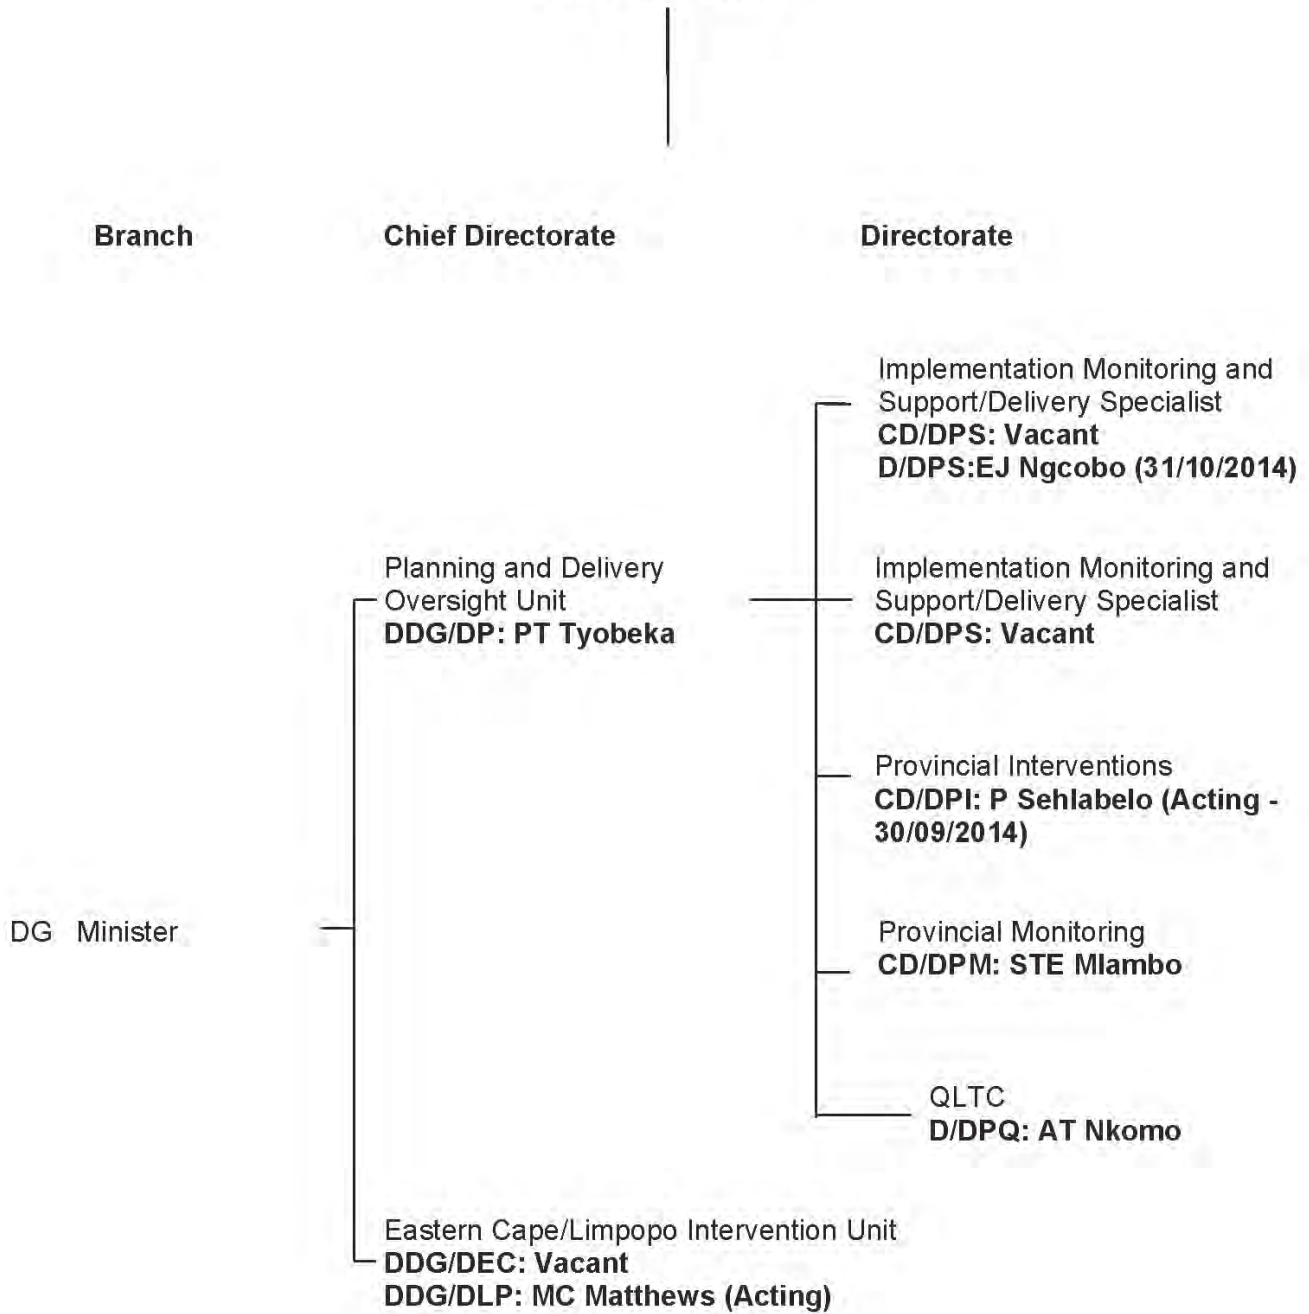 Branch
Chief Directorate
Directorate
Implementation Monitoring and
Support/Delivery Specialist
CD/DPS: Vacant
D/DPS:EJ Ngcobo (31/10/2014)
Planning and Delivery
Oversight Unit
DDG/DP: PT Tyobeka
Implementation Monitoring and
Support/Delivery Specialist
CD/DPS: Vacant
Provincial Interventions
CD/DPI: P Sehlabelo (Acting -
30/09/2014)
DG Minister
Provincial Monitoring
CD/DPM: STE Mlambo
QLTC
D/DPQ: AT Nkomo
Eastern Cape/Limpopo Intervention Unit
DDG/DEC: Vacant
DDG/DLP: MC Matthews (Acting)